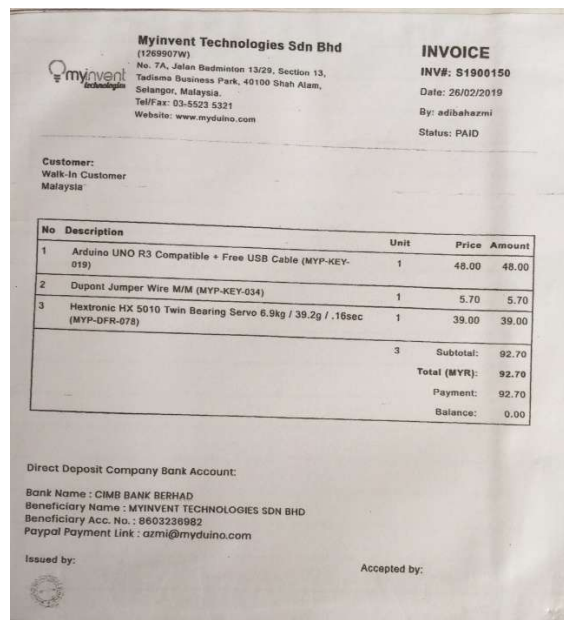 myinvent
technologies
Myinvent Technologies Sdn Bhd
(1269907W)
No. 7A, Jalan Badminton 13/29, Section 13,
Tadisma Business Park, 40100 Shah Alam,
Selangor, Malaysia.
Tel/Fax: 03-5523 5321
Website: www.myduino.com
INVOICE
INV#: S1900150
Date: 26/02/2019
By: adibahazmi
Status: PAID
Customer:
Walk-In Customer
Malaysia
No Description Unit Price Amount
1 Arduino UNO R3 Compatible + Free USB Cable (MYP-KEY- 1 48.00 48.00
019)
2 Dupont Jumper Wire M/M (MYP-KEY-034) 1 5.70 5.70
3 Hextronic HX 5010 Twin Bearing Servo 6.9kg / 39.2g / .16sec 1 39.00 39.00
(MYP-DFR-078)
3 Subtotal: 92.70
Total (MYR): 92.70
Payment: 92.70
Balance: 0.00
Direct Deposit Company Bank Account:
Bank Name : CIMB BANK BERHAD
Beneficiary Name : MYINVENT TECHNOLOGIES SDN BHD
Beneficiary Acc. No. : 8603236982
Paypal Payment Link : azmi@myduino.com
Issued by:
Accepted by: